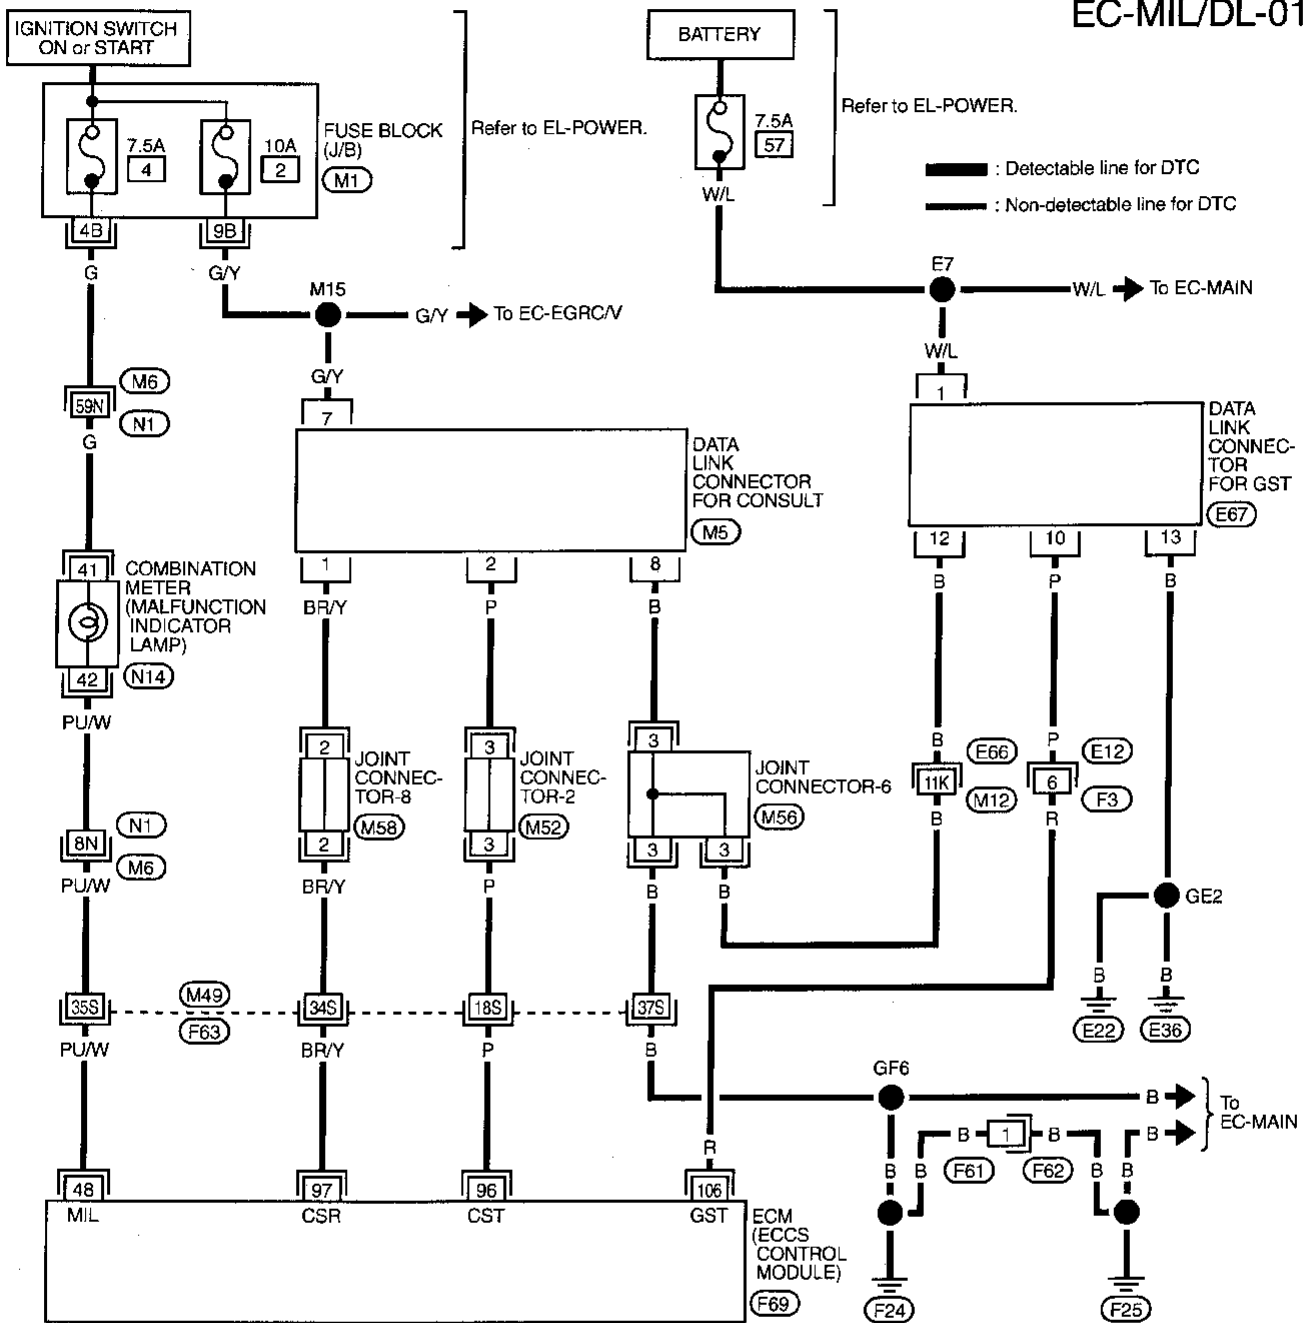 EC-MIL/DL-01
IGNITION SWITCH
ON or START
BATTERY
7.5A
4
10A
2
FUSE BLOCK
(J/B)
M1
Refer to EL-POWER.
7.5A
57
Refer to EL-POWER.
: Detectable line for DTC
: Non-detectable line for DTC
4B
9B
W/L
G
G/Y
M15
G/Y
To EC-EGRC/V
E7
W/L
To EC-MAIN
G/Y
W/L
59N
M6
N1
G
7
1
DATA
LINK
CONNECTOR
FOR CONSULT
M5
DATA
LINK
CONNEC-
TOR
FOR GST
E67
1
2
8
12
10
13
BR/Y
P
B
B
P
B
41
COMBINATION
METER
(MALFUNCTION
INDICATOR
LAMP)
42
N14
PU/W
2
JOINT
CONNEC-
TOR-8
M58
2
3
JOINT
CONNEC-
TOR-2
M52
3
3
JOINT
CONNECTOR-6
M56
3
3
B
E66
11K
M12
B
P
E12
6
F3
R
8N
N1
M6
PU/W
BR/Y
P
B
B
GE2
B
B
E22
E36
35S
M49
F63
34S
18S
37S
PU/W
BR/Y
P
B
GF6
B
B
To
EC-MAIN
B
1
B
F61
F62
B
B
B
B
R
48
97
96
106
MIL
CSR
CST
GST
ECM
(ECCS
CONTROL
MODULE)
F69
F24
F25